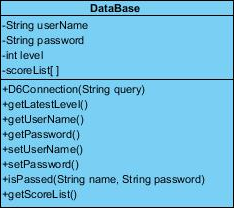 DataBase
-String userName
-String password
-int level
-scoreList[ ]
+D6Connection(String query)
+getLatestLevel()
+getUserName()
+getPassword()
+setUserName()
+setPassword()
+isPassed(String name, String password)
+getScoreList()